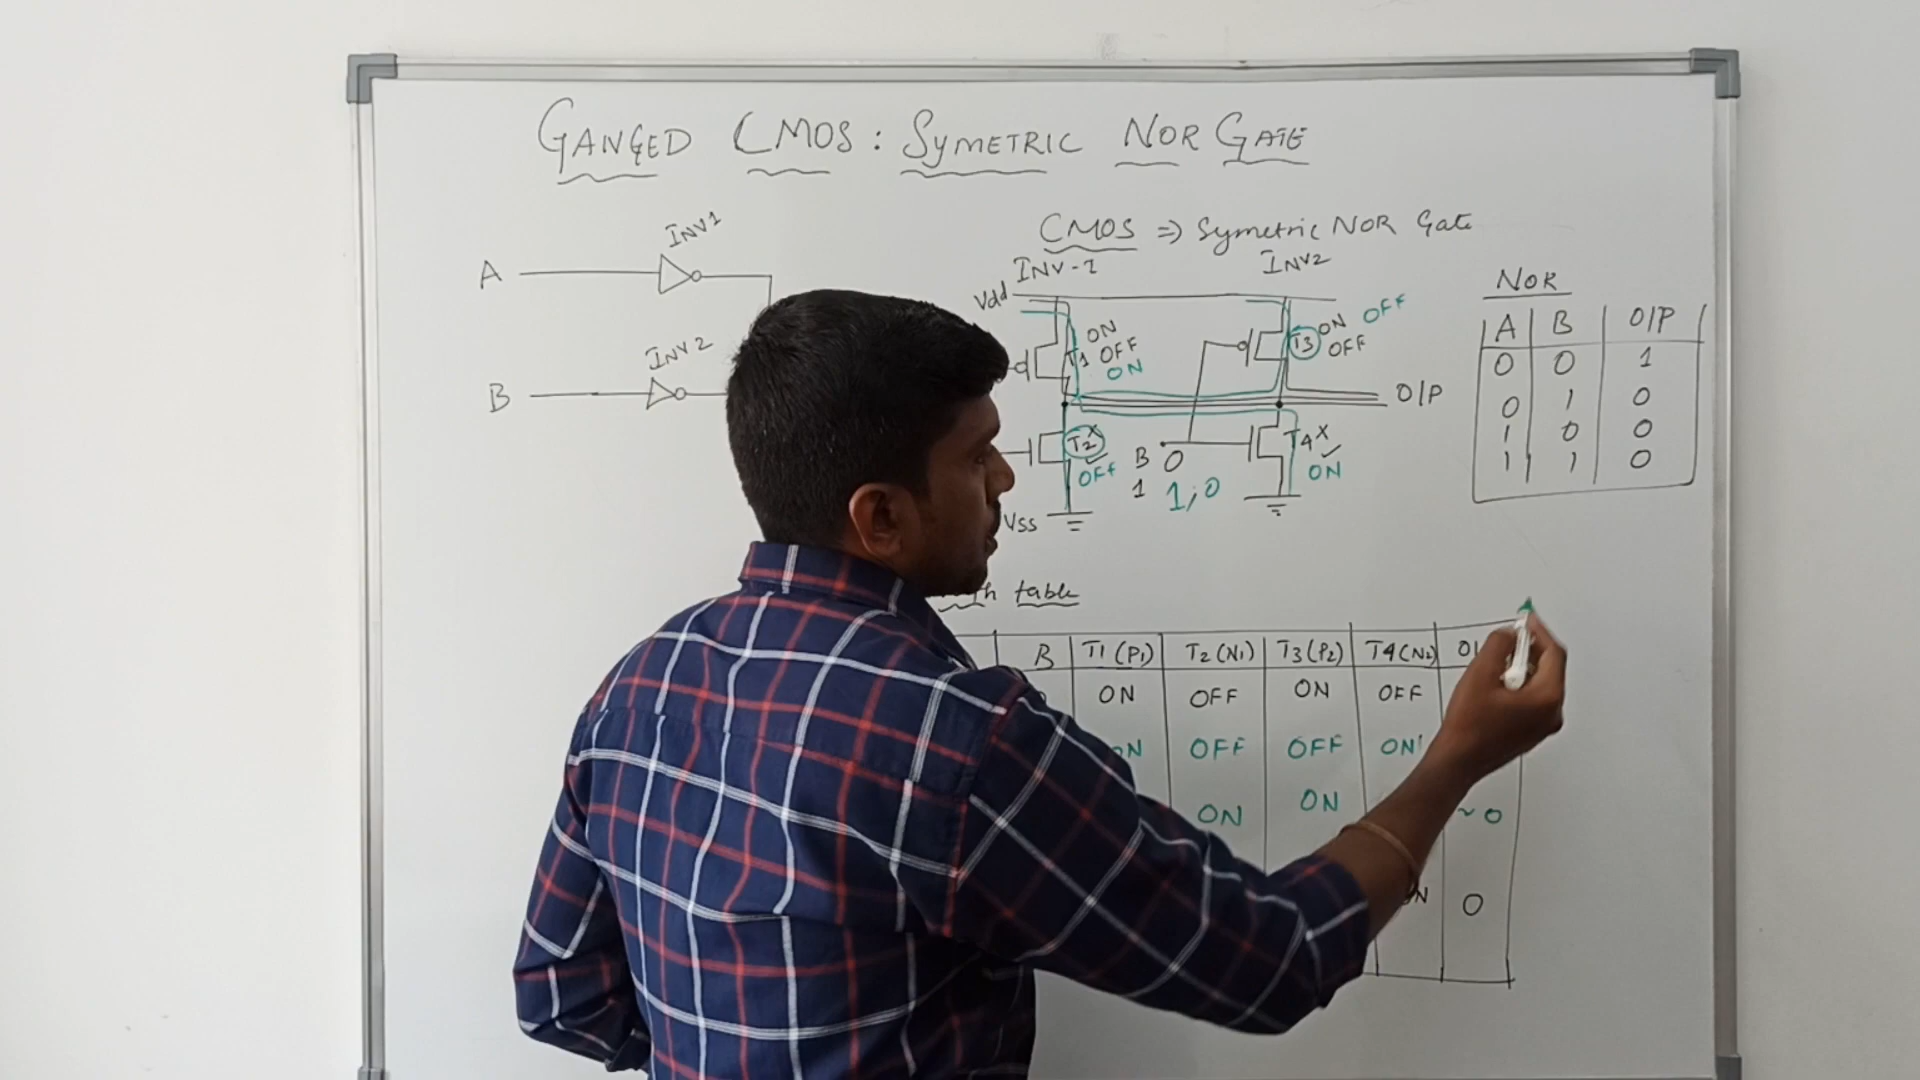 GANGED CMOS: SYMETRIC NOR GATE
INV1
A
INV2
B
CMOS => Symetric NOR Gate
INV-1
INV2
Vdd
ON
T1 OFF
ON
T3 ON OFF
OFF
O/P
T2 X
OFF
B 0
1 1,0
T4 X
ON
Vss
NOR
A B O/P
0 0 1
0 1 0
1 0 0
1 1 0
table
B T1(P1) T2(N1) T3(P2) T4(N2)
ON OFF ON OFF
ON OFF OFF ON
ON ON ~0
0